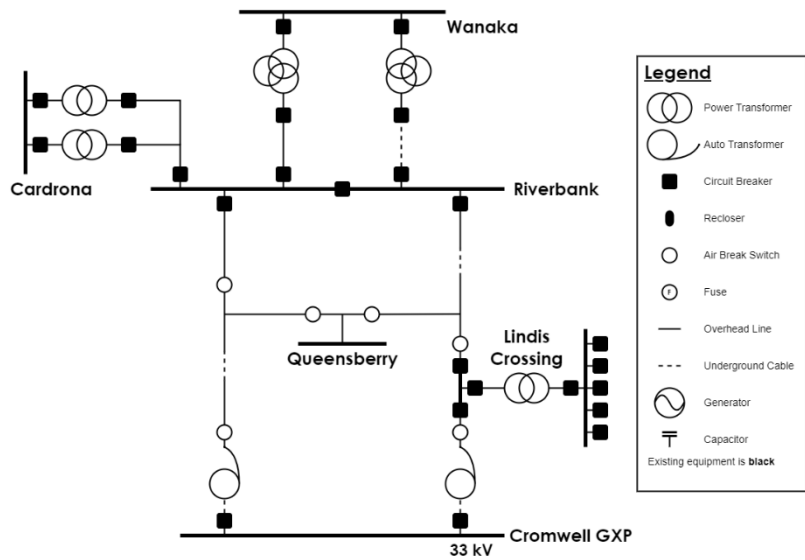 Wanaka
Cardrona
Riverbank
Queensberry
Lindis
Crossing
Cromwell GXP
33 kV
Legend
Power Transformer
Auto Transformer
Circuit Breaker
Recloser
Air Break Switch
F
Fuse
Overhead Line
Underground Cable
Generator
Capacitor
Existing equipment is black